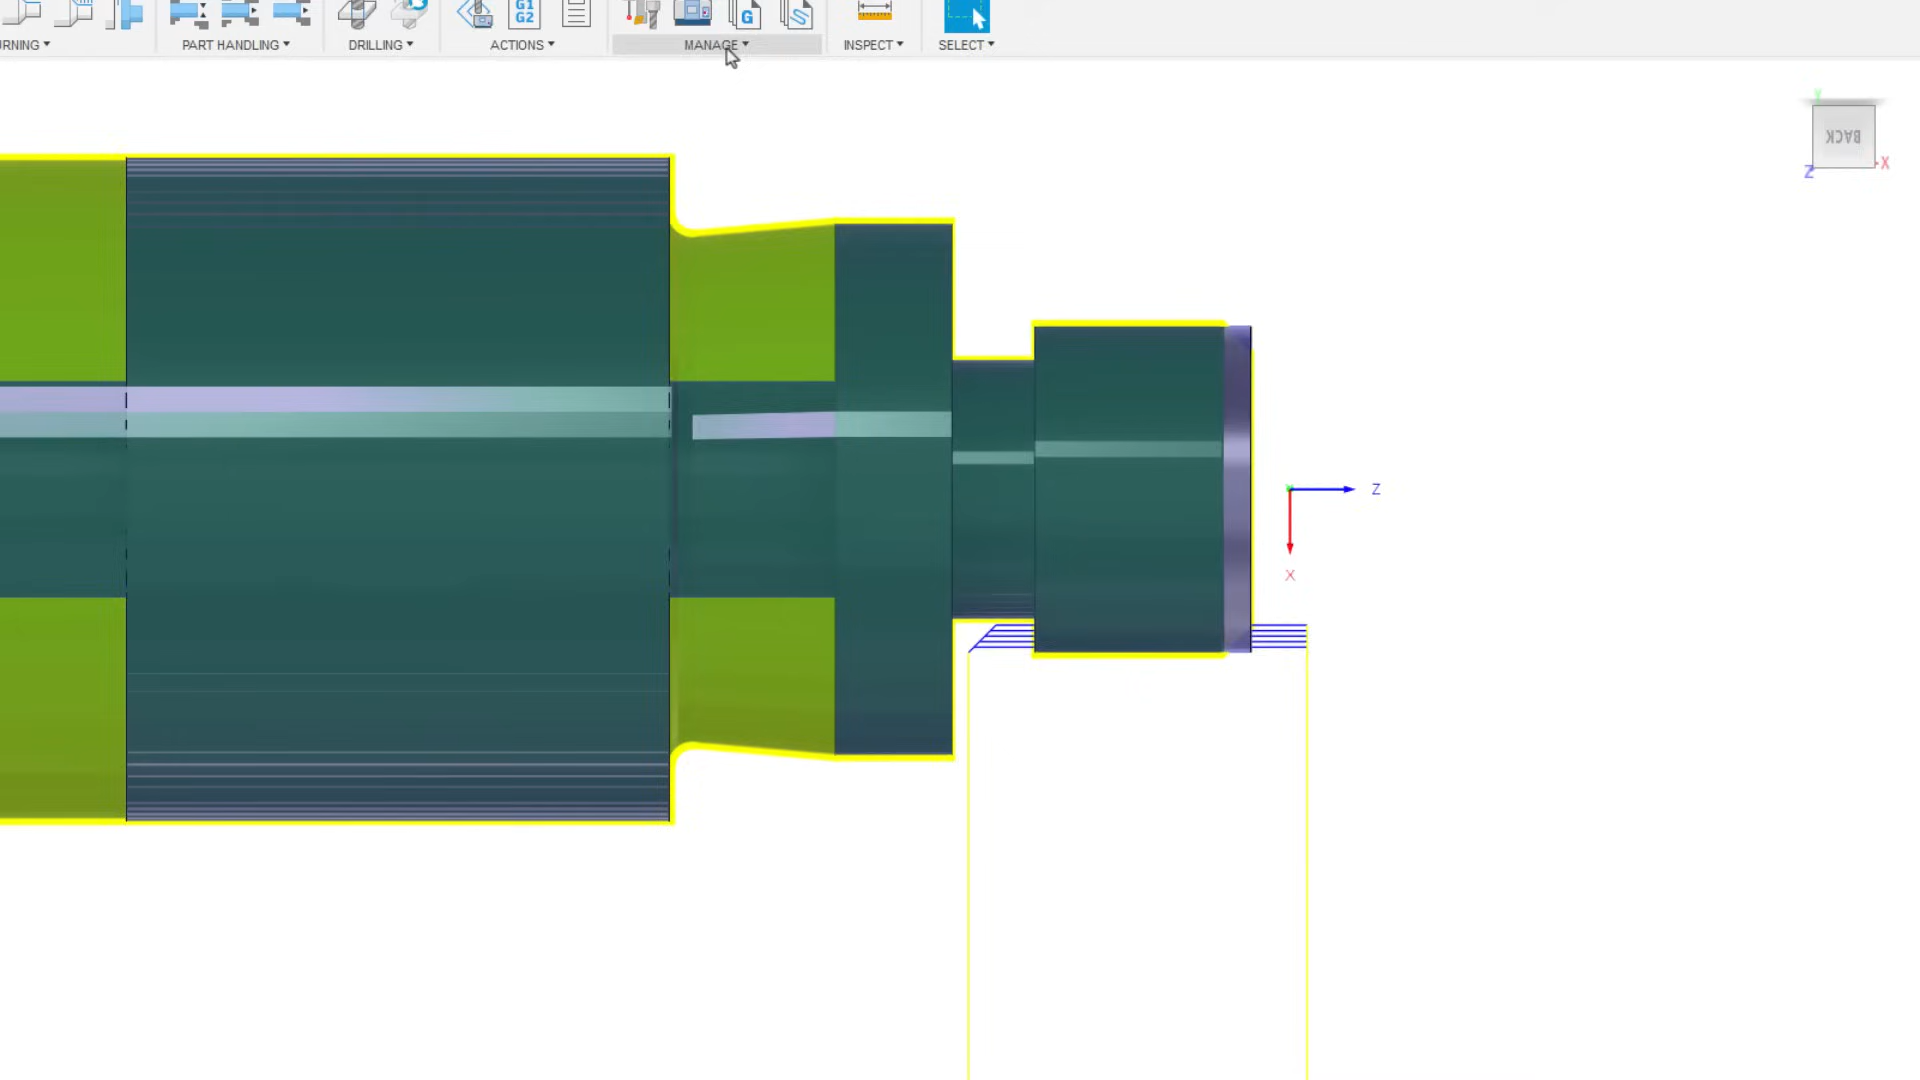 G1
G2
G
RNING
PART HANDLING
DRILLING
ACTIONS
MANAGE
INSPECT
SELECT
Y
BACK
X
Z
Z
X